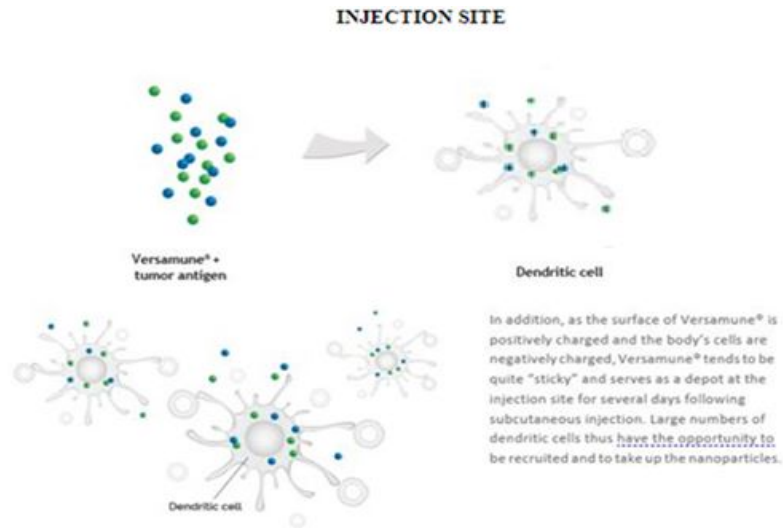 INJECTION SITE
Versamune® +
tumor antigen
Dendritic cell
In addition, as the surface of Versamune® is
positively charged and the body's cells are
negatively charged, Versamune® tends to be
quite "sticky" and serves as a depot at the
injection site for several days following
subcutaneous injection. Large numbers of
dendritic cells thus have the opportunity to
be recruited and to take up the nanoparticles.
Dendritic cell